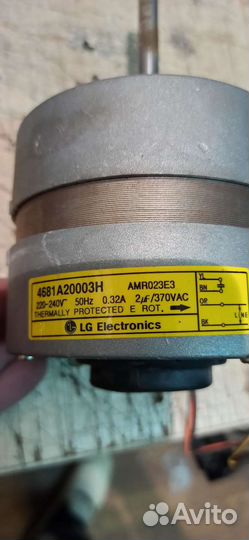 4681A20003H AMR023E3
220-240V~ 50Hz 0.32A 2μF/370VAC
THERMALLY PROTECTED E ROT.
LG Electronics
YL
BN
OR
LINE
BK
Avito